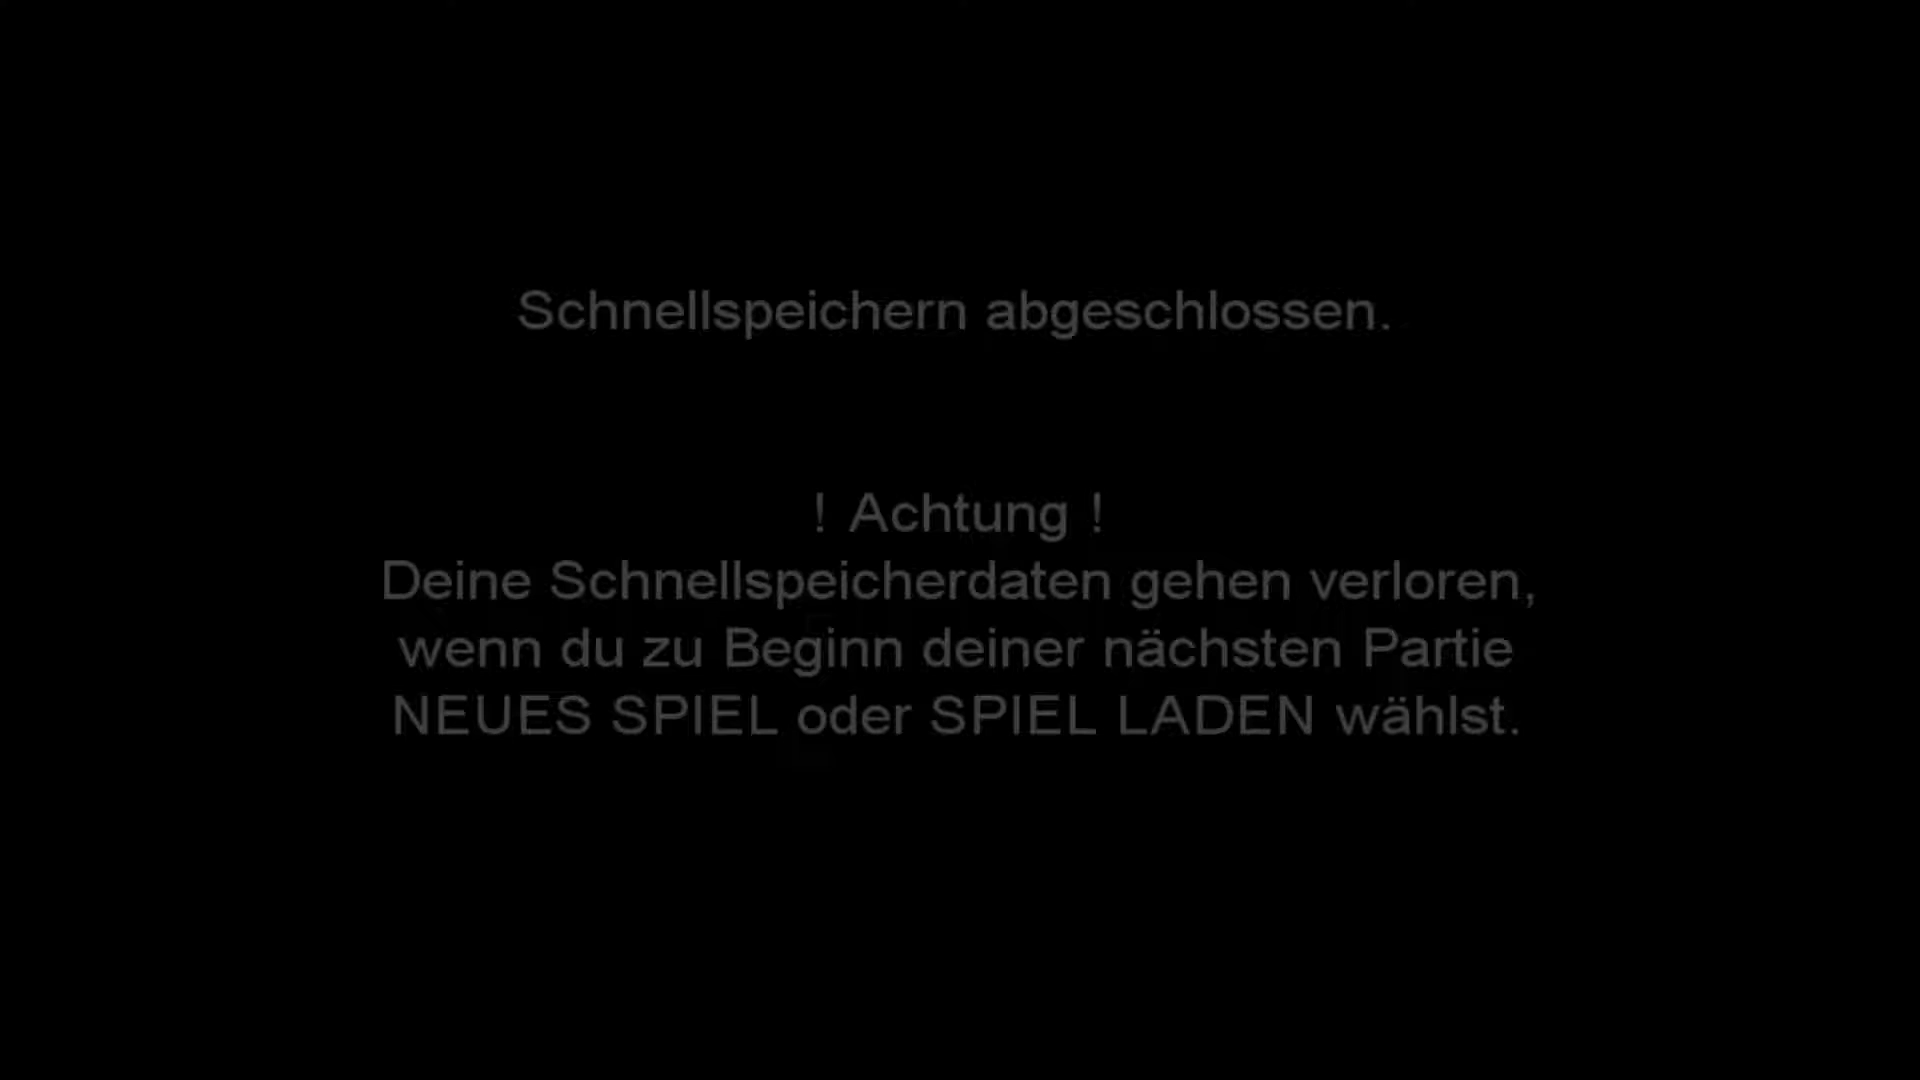 Schnellspeichern abgeschlossen.
! Achtung !
Deine Schnellspeicherdaten gehen verloren,
wenn du zu Beginn deiner nächsten Partie
NEUES SPIEL oder SPIEL LADEN wählst.